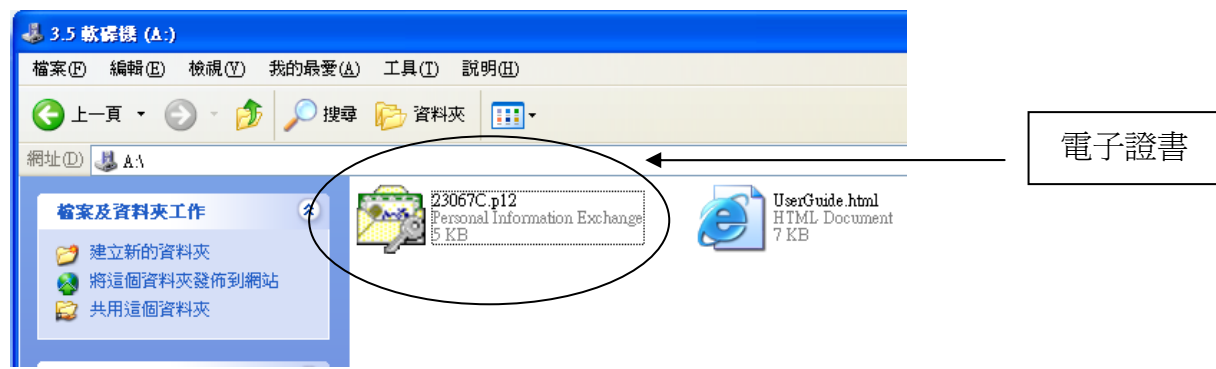 3.5 軟碟機 (A:)
檔案(F) 編輯(E) 檢視(V) 我的最愛(A) 工具(T) 說明(H)
上一頁 搜尋 資料夾
網址(D) A:\
電子證書
檔案及資料夾工作
建立新的資料夾
將這個資料夾發佈到網站
共用這個資料夾
23067C.p12
Personal Information Exchange
5 KB
UserGuide.html
HTML Document
7 KB